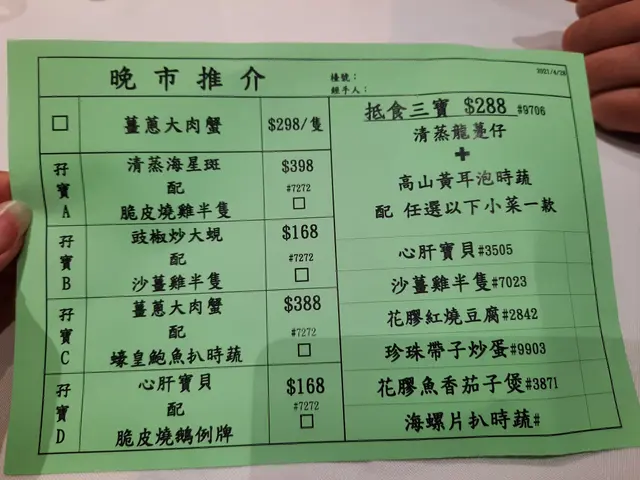 晚市推介
檯號：
經手人：
2021/4/28
□ 薑蔥大肉蟹 $298/隻
孖寶A
清蒸海星斑 $398
配 #7272
脆皮燒雞半隻 □
孖寶B
豉椒炒大蜆 $168
配 #7272
沙薑雞半隻 □
孖寶C
薑蔥大肉蟹 $388
配 #7272
蠔皇鮑魚扒時蔬 □
孖寶D
心肝寶貝 $168
配 #7272
脆皮燒鵝例牌 □
抵食三寶 $288 #9706
清蒸龍躉仔
+
高山黃耳泡時蔬
配 任選以下小菜一款
心肝寶貝#3505
沙薑雞半隻#7023
花膠紅燒豆腐#2842
珍珠帶子炒蛋#9903
花膠魚香茄子煲#3871
海螺片扒時蔬#